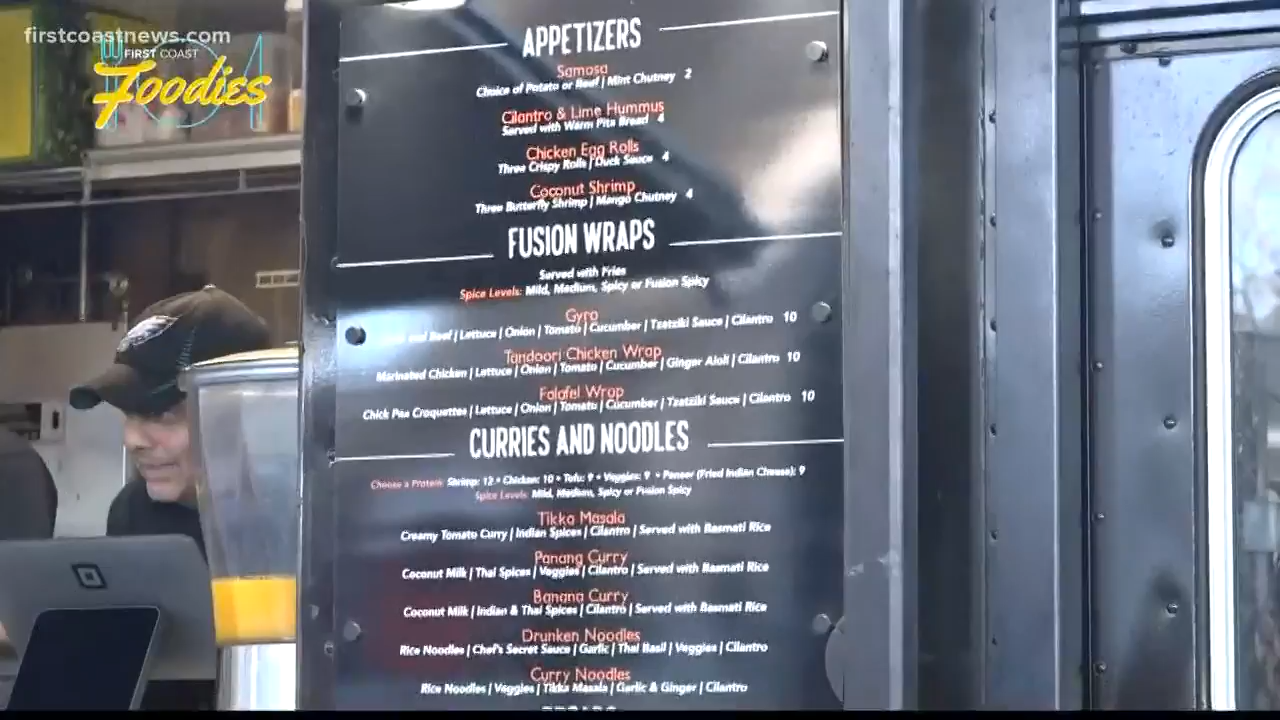 firstcoastnews.com
FIRST COAST
Foodies
APPETIZERS
Samosa
Choice of Potato or Beef | Mint Chutney 2
Cilantro & Lime Hummus
Served with Warm Pita Bread 4
Chicken Egg Rolls
Three Crispy Rolls | Duck Sauce 4
Coconut Shrimp
Three Butterfly Shrimp | Mango Chutney 4
FUSION WRAPS
Served with Fries
Spice Levels: Mild, Medium, Spicy or Fusion Spicy
Gyro
and Beef | Lettuce | Onion | Tomato | Cucumber | Tzatziki Sauce | Cilantro 10
Tandoori Chicken Wrap
Marinated Chicken | Lettuce | Onion | Tomato | Cucumber | Ginger Aioli | Cilantro 10
Falafel Wrap
Chick Pea Croquettes | Lettuce | Onion | Tomato | Cucumber | Tzatziki Sauce | Cilantro 10
CURRIES AND NOODLES
Choose a Protein: Shrimp: 12 • Chicken: 10 • Tofu: 9 • Veggies: 9 • Paneer (Fried Indian Cheese): 9
Spice Levels: Mild, Medium, Spicy or Fusion Spicy
Tikka Masala
Creamy Tomato Curry | Indian Spices | Cilantro | Served with Basmati Rice
Panang Curry
Coconut Milk | Thai Spices | Veggies | Cilantro | Served with Basmati Rice
Banana Curry
Coconut Milk | Indian & Thai Spices | Cilantro | Served with Basmati Rice
Drunken Noodles
Rice Noodles | Chef's Secret Sauce | Garlic | Thai Basil | Veggies | Cilantro
Curry Noodles
Rice Noodles | Veggies | Tikka Masala | Garlic & Ginger | Cilantro